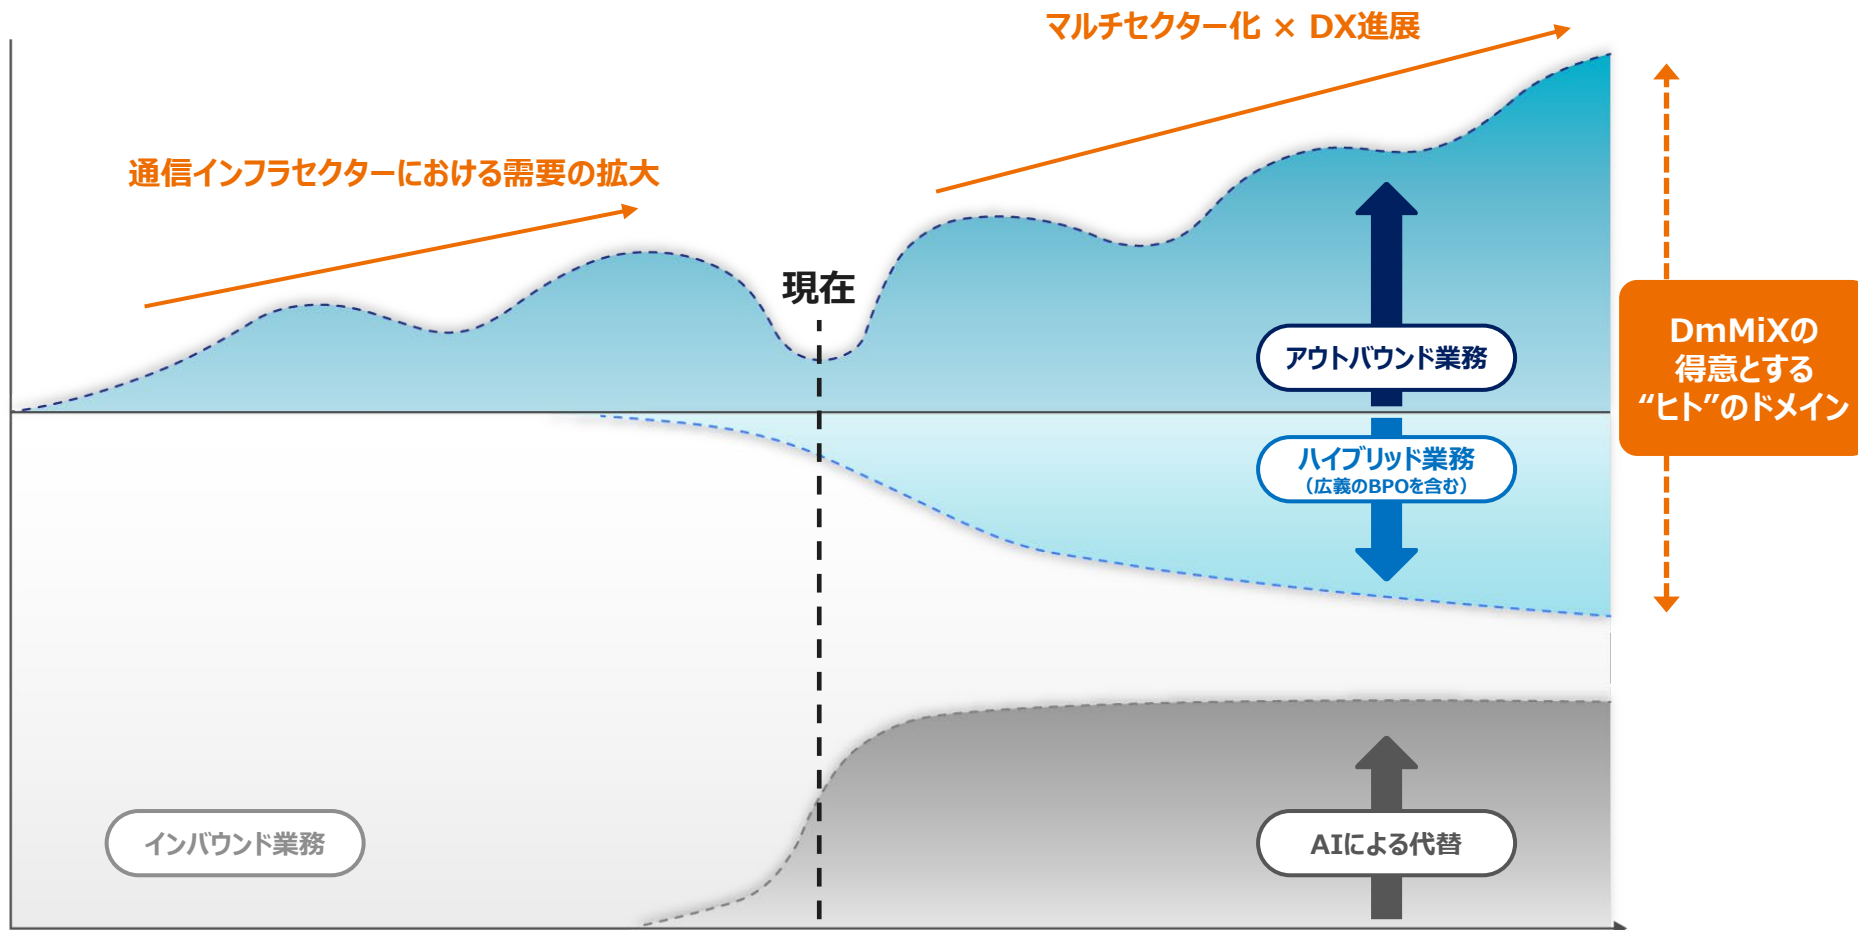 マルチセクター化 × DX進展
通信インフラセクターにおける需要の拡大
現在
アウトバウンド業務
DmMiXの
得意とする
“ヒト”のドメイン
ハイブリッド業務
（広義のBPOを含む）
インバウンド業務
AIによる代替